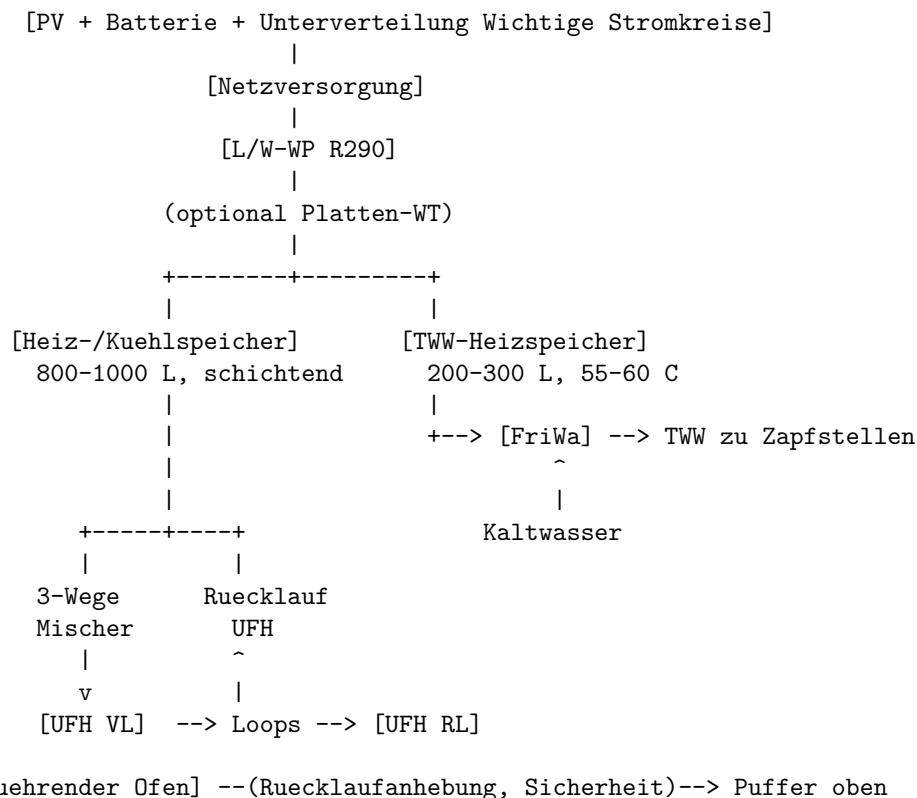 [PV + Batterie + Unterverteilung Wichtige Stromkreise]
|
[Netzversorgung]
|
[L/W-WP R290]
|
(optional Platten-WT)
|
+--------+---------+
| |
[Heiz-/Kuehlspeicher] [TWW-Heizspeicher]
800-1000 L, schichtend 200-300 L, 55-60 C
| |
| +--> [FriWa] --> TWW zu Zapfstellen
| ^
| |
+-----+----+ Kaltwasser
| |
3-Wege Ruecklauf
Mischer UFH
| ^
v |
[UFH VL] --> Loops --> [UFH RL]
uehrender Ofen] --(Ruecklaufanhebung, Sicherheit)--> Puffer oben